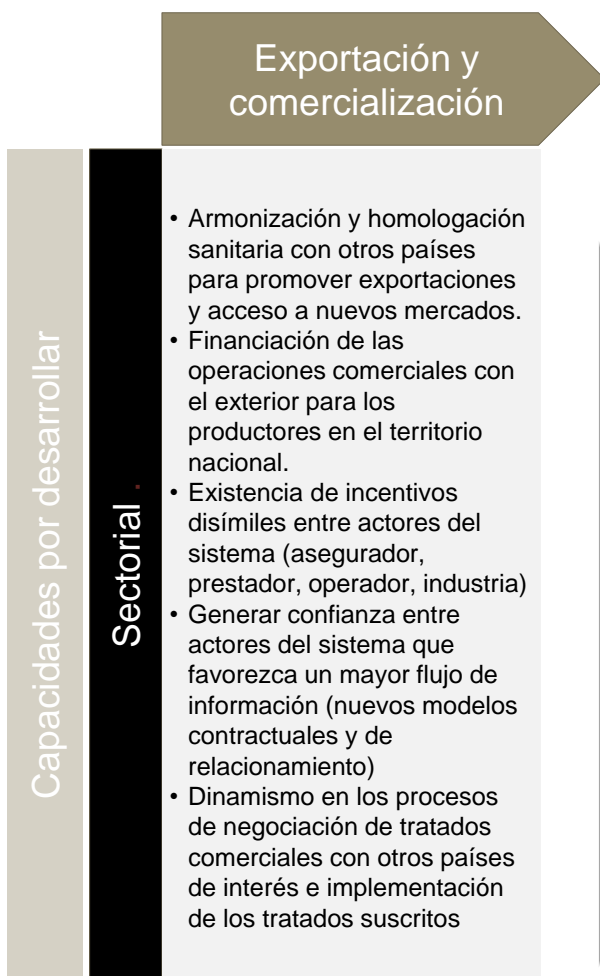 Exportación y
comercialización
Capacidades por desarrollar
Sectorial .
• Armonización y homologación
sanitaria con otros países
para promover exportaciones
y acceso a nuevos mercados.
• Financiación de las
operaciones comerciales con
el exterior para los
productores en el territorio
nacional.
• Existencia de incentivos
disímiles entre actores del
sistema (asegurador,
prestador, operador, industria)
• Generar confianza entre
actores del sistema que
favorezca un mayor flujo de
información (nuevos modelos
contractuales y de
relacionamiento)
• Dinamismo en los procesos
de negociación de tratados
comerciales con otros países
de interés e implementación
de los tratados suscritos